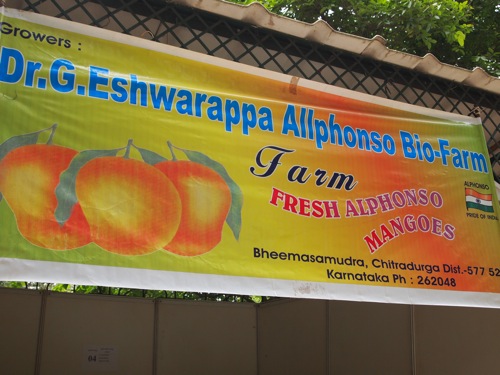 Growers :
Dr.G.Eshwarappa Allphonso Bio-Farm
Farm
FRESH ALPHONSO
MANGOES
ALPHONSO
PRIDE OF INDIA
Bheemasamudra, Chitradurga Dist.-577 52
Karnataka Ph : 262048
04